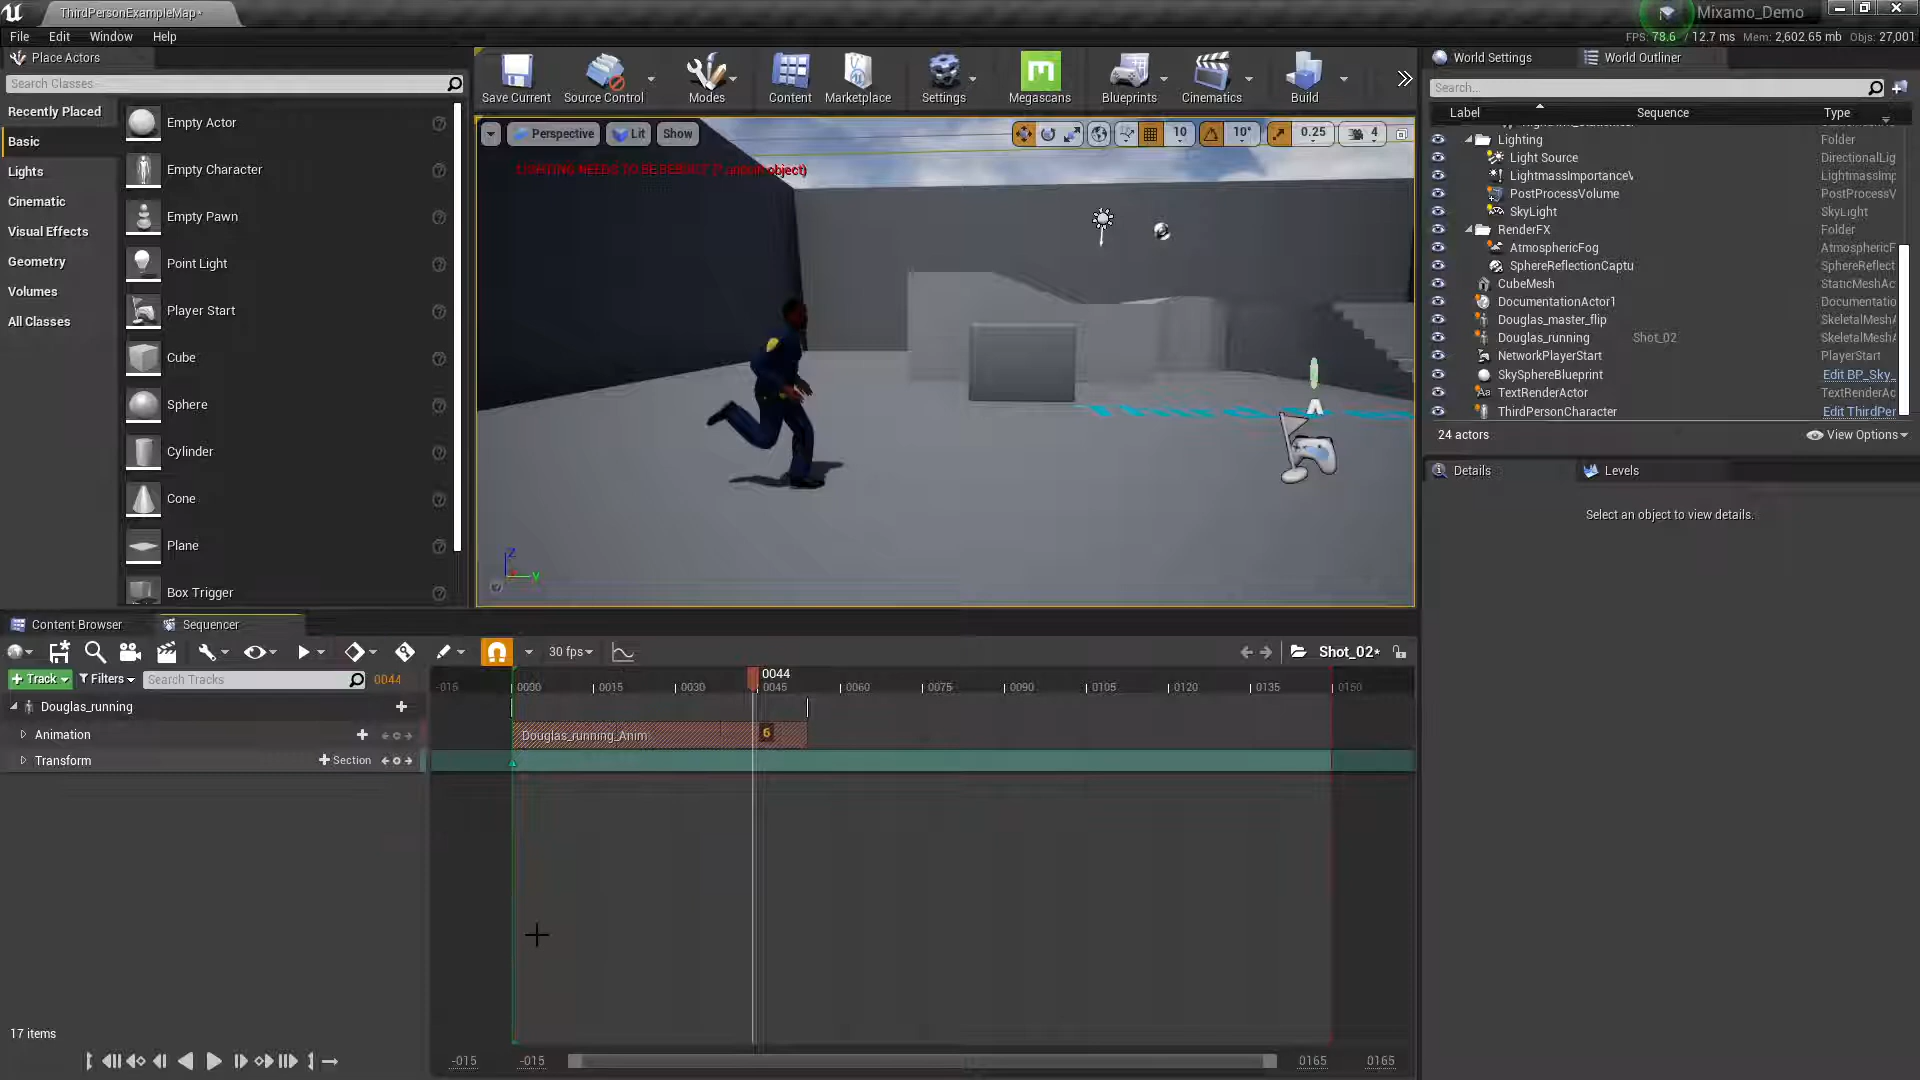 ThirdPersonExampleMap*
Mixamo_Demo
File Edit Window Help
FPS: 78.6 / 12.7 ms Mem: 2,602.65 mb Objs: 27,001
Place Actors
Search Classes
Recently Placed
Basic
Lights
Cinematic
Visual Effects
Geometry
Volumes
All Classes
Empty Actor
Empty Character
Empty Pawn
Point Light
Player Start
Cube
Sphere
Cylinder
Cone
Plane
Box Trigger
Save Current
Source Control
Modes
Content
Marketplace
Settings
Megascans
Blueprints
Cinematics
Build
Perspective Lit Show
10 10° 0.25 4
World Settings World Outliner
Search...
Label Sequence Type
Lighting Folder
Light Source DirectionalLig
LightmassImportanceV LightmassImp
PostProcessVolume PostProcessV
SkyLight SkyLight
RenderFX Folder
AtmosphericFog AtmosphericF
SphereReflectionCaptu SphereReflect
CubeMesh StaticMeshAc
DocumentationActor1 Documentatio
Douglas_master_flip SkeletalMeshA
Douglas_running Shot_02 SkeletalMeshA
NetworkPlayerStart PlayerStart
SkySphereBlueprint Edit BP_Sky_
TextRenderActor TextRenderAc
ThirdPersonCharacter Edit ThirdPer
24 actors View Options
Details Levels
Select an object to view details.
Content Browser Sequencer
30 fps
Shot_02*
+ Track Filters Search Tracks 0044
Douglas_running
Animation
Transform + Section
-015 0000 0015 0030 0045 0060 0075 0090 0105 0120 0135 0150
0044
Douglas_running_Anim 6
17 items
-015 -015 0165 0165